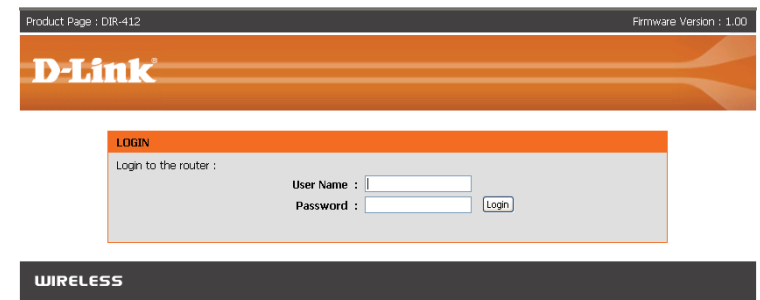 Product Page : DIR-412 Firmware Version : 1.00
D-Link®
LOGIN
Login to the router :
User Name :
Password : Login
WIRELESS